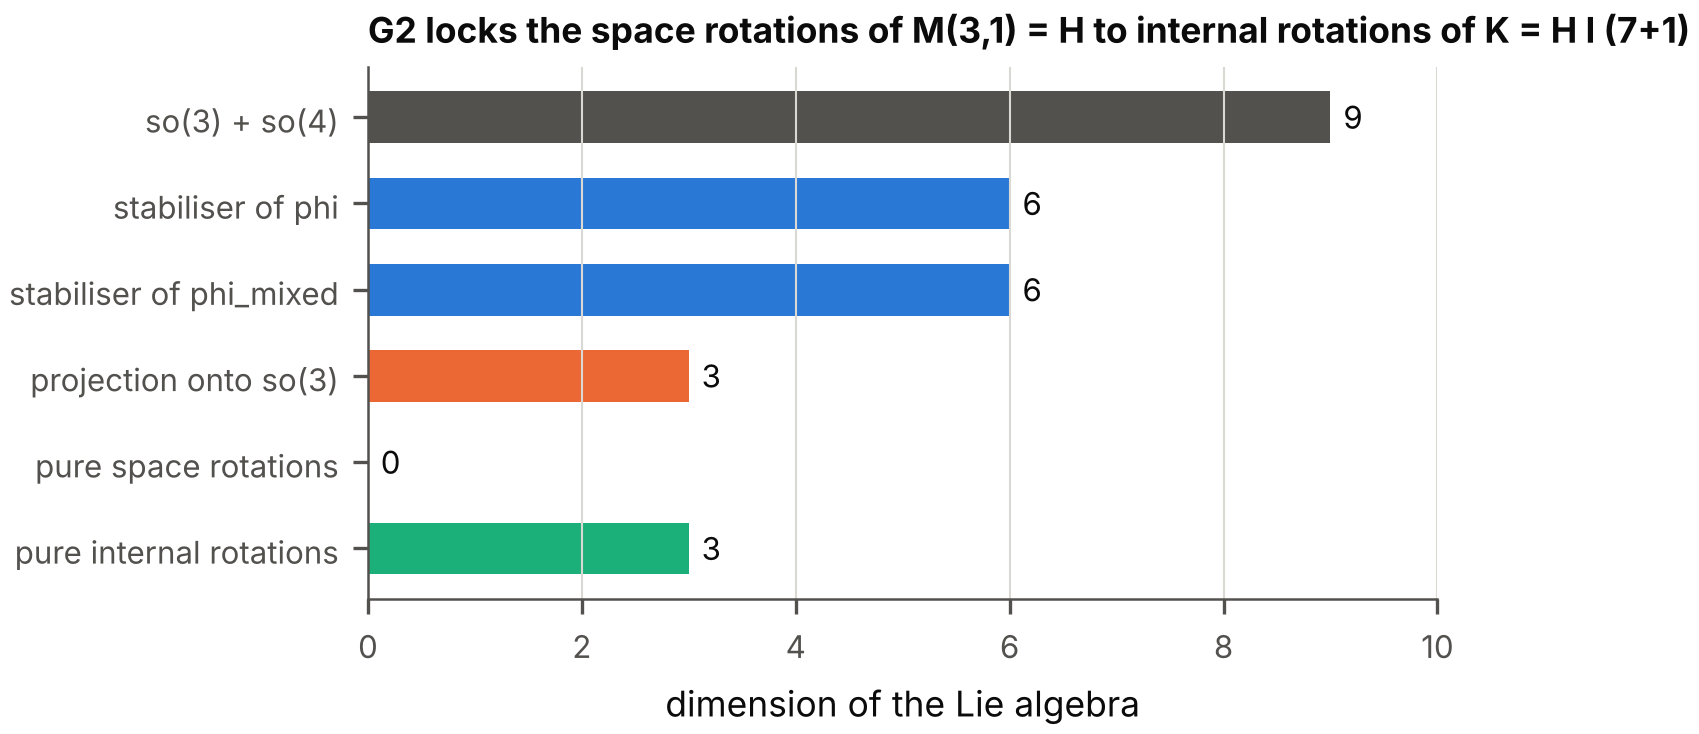 G2 locks the space rotations of M(3,1) = H to internal rotations of K = H l (7+1)
so(3) + so(4)
9
stabiliser of phi
6
stabiliser of phi_mixed
6
projection onto so(3)
3
pure space rotations
0
pure internal rotations
3
0 2 4 6 8 10
dimension of the Lie algebra